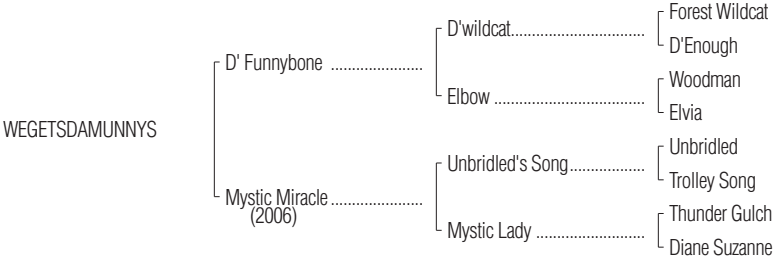 Forest Wildcat
D'wildcat..................................
D'Enough
D' Funnybone .......................
Woodman
Elbow ......................................
Elvia
WEGETSDAMUNNYS
Unbridled
Unbridled's Song...................
Trolley Song
Mystic Miracle .......................
(2006)
Thunder Gulch
Mystic Lady ...........................
Diane Suzanne